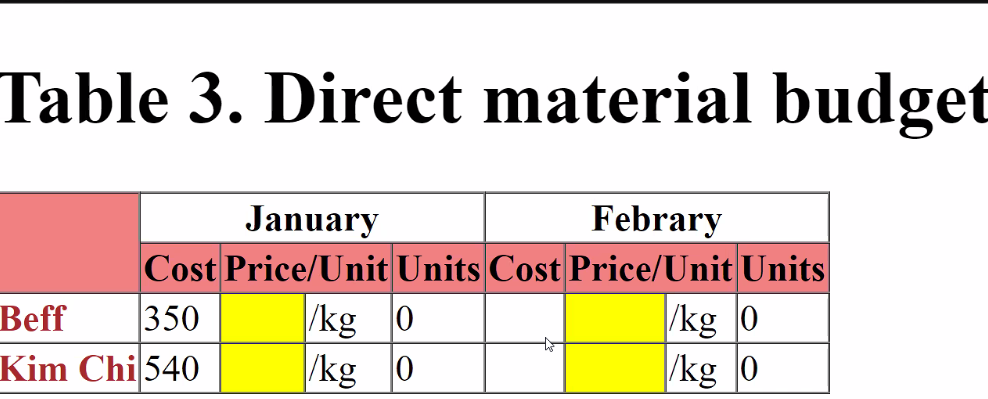 Table 3. Direct material budget
January Febrary
Cost Price/Unit Units Cost Price/Unit Units
Beff 350 /kg 0 /kg 0
Kim Chi 540 /kg 0 /kg 0